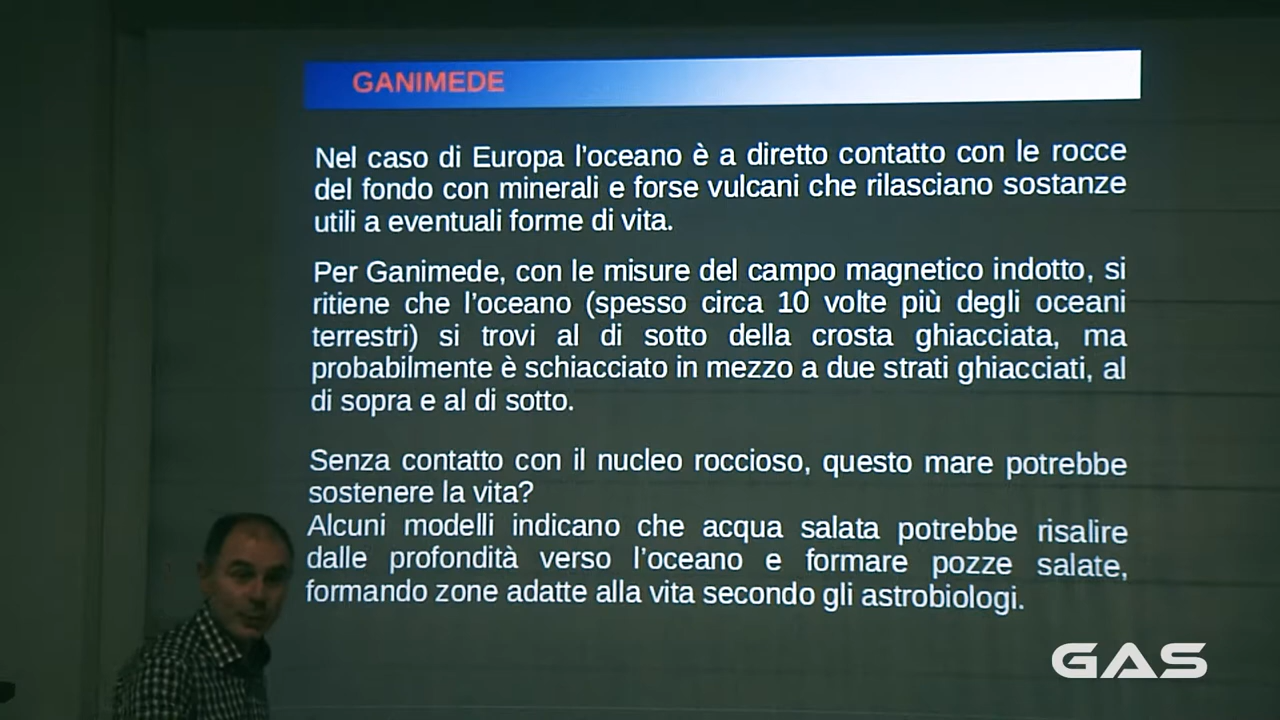 GANIMEDE
Nel caso di Europa l'oceano è a diretto contatto con le rocce
del fondo con minerali e forse vulcani che rilasciano sostanze
utili a eventuali forme di vita.
Per Ganimede, con le misure del campo magnetico indotto, si
ritiene che l'oceano (spesso circa 10 volte più degli oceani
terrestri) si trovi al di sotto della crosta ghiacciata, ma
probabilmente è schiacciato in mezzo a due strati ghiacciati, al
di sopra e al di sotto.
Senza contatto con il nucleo roccioso, questo mare potrebbe
sostenere la vita?
Alcuni modelli indicano che acqua salata potrebbe risalire
dalle profondità verso l'oceano e formare pozze salate,
formando zone adatte alla vita secondo gli astrobiologi.
GAS